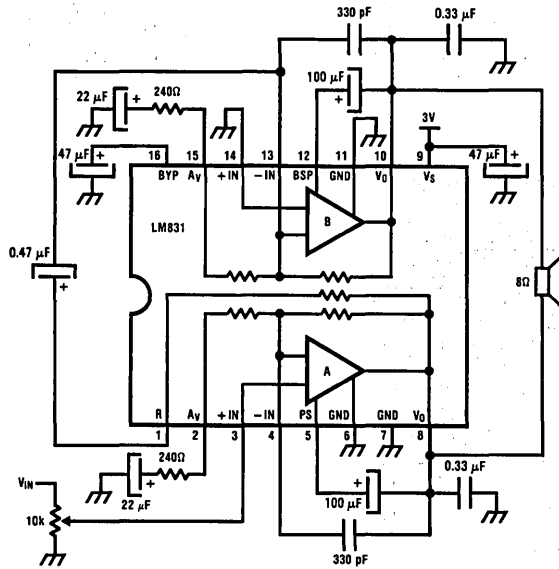 330 pF
0.33 μF
22 μF
+
240Ω
100 μF
+
3V
47 μF
+
16
15
14
13
12
11
10
9
+
47 μF
BYP
AV
+ IN
− IN
BSP
GND
VO
VS
LM831
B
0.47 μF
+
8Ω
A
R
AV
+ IN
− IN
PS
GND
GND
VO
1
2
3
4
5
6
7
8
240Ω
+
22 μF
VIN
10k
+
100 μF
0.33 μF
330 pF